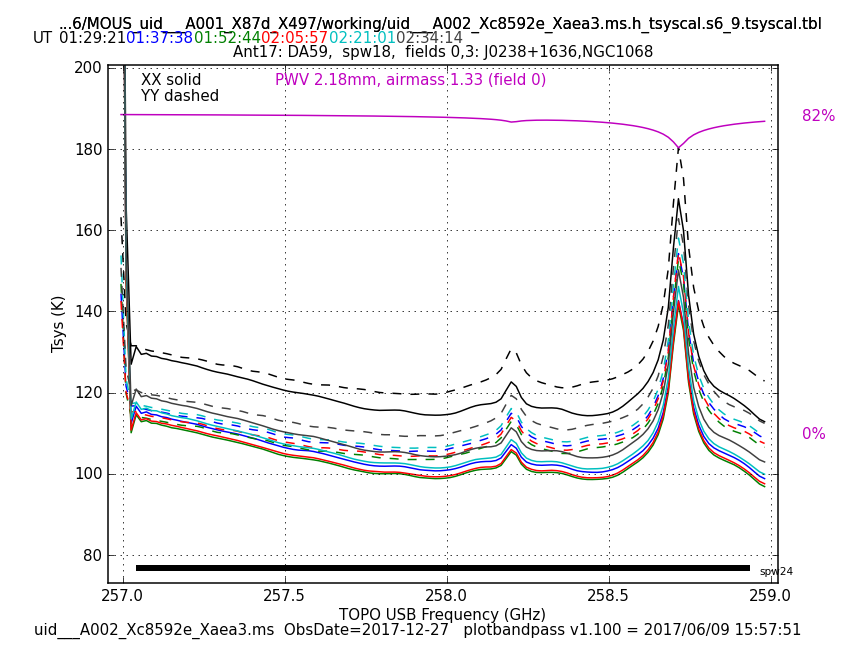 ...6/MOUS_uid___A001_X87d_X497/working/uid___A002_Xc8592e_Xaea3.ms.h_tsyscal.s6_9.tsyscal.tbl
UT 01:29:21 01:37:38 01:52:44 02:05:57 02:21:01 02:34:14
Ant17: DA59, spw18, fields 0,3: J0238+1636,NGC1068
200
XX solid
PWV 2.18mm, airmass 1.33 (field 0)
YY dashed
82%
180
160
140
Tsys (K)
120
0%
100
80
spw24
257.0 257.5 258.0 258.5 259.0
TOPO USB Frequency (GHz)
uid___A002_Xc8592e_Xaea3.ms ObsDate=2017-12-27 plotbandpass v1.100 = 2017/06/09 15:57:51